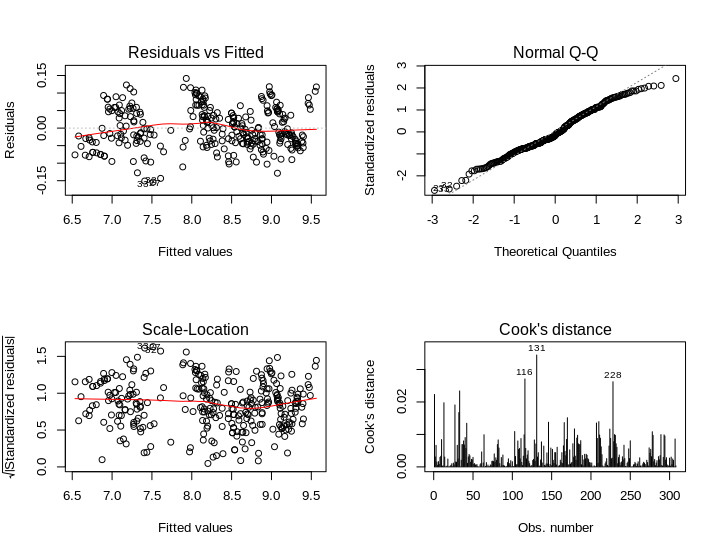 Residuals vs Fitted
Residuals
0.15
0.00
-0.15
6.5 7.0 7.5 8.0 8.5 9.0 9.5
Fitted values
Normal Q-Q
Standardized residuals
3
2
1
0
-2
-3 -2 -1 0 1 2 3
Theoretical Quantiles
Scale-Location
√|Standardized residuals|
1.5
1.0
0.5
0.0
6.5 7.0 7.5 8.0 8.5 9.0 9.5
Fitted values
Cook's distance
Cook's distance
0.02
0.00
131
116
228
0 50 100 150 200 250 300
Obs. number